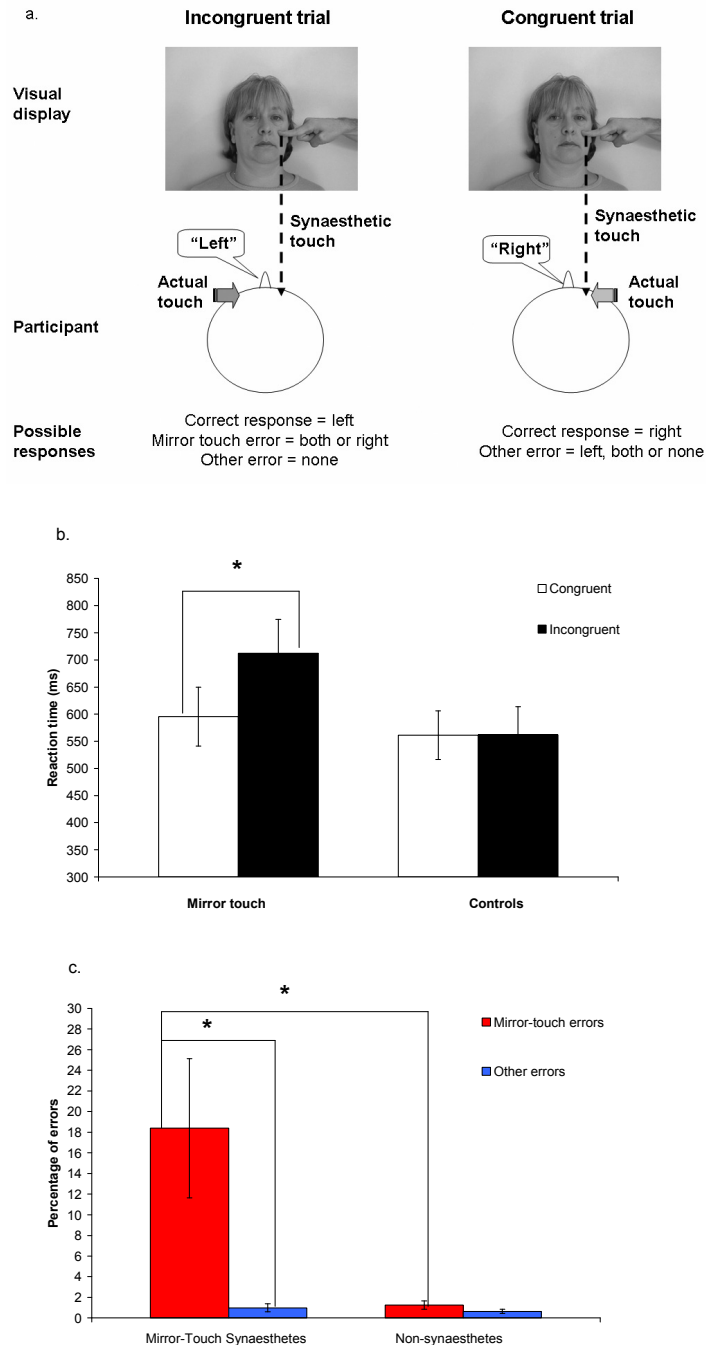 a.
Incongruent trial
Congruent trial
Visual
display
Synaesthetic
touch
Synaesthetic
touch
“Left”
“Right”
Actual
touch
Actual
touch
Participant
Possible
responses
Correct response = left
Mirror touch error = both or right
Other error = none
Correct response = right
Other error = left, both or none
b.
*
850
800
750
700
650
600
550
500
450
400
350
300
Reaction time (ms)
Congruent
Incongruent
Mirror touch
Controls
c.
*
*
30
28
26
24
22
20
18
16
14
12
10
8
6
4
2
0
Percentage of errors
Mirror-touch errors
Other errors
Mirror-Touch Synaesthetes
Non-synaesthetes